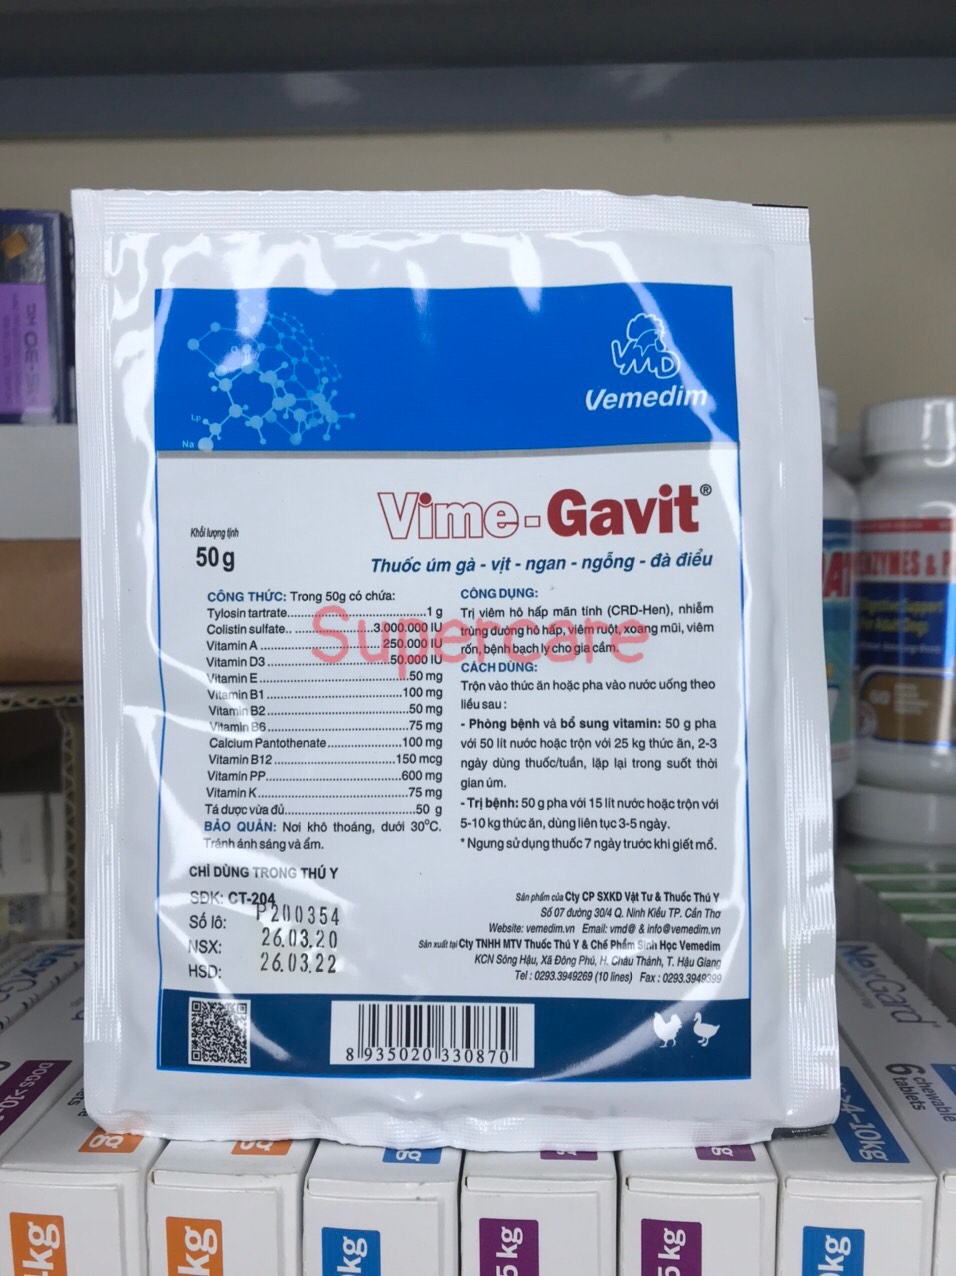 VMD
Vemedim
Lp
Na
Vime-Gavit®
Khối lượng tịnh
50g
Thuốc úm gà - vịt - ngan - ngỗng - đà điểu
CÔNG THỨC: Trong 50g có chứa:
Tylosin tartrate..............................1 g
Colistin sulfate.. ....................3.000.000 IU
Vitamin A ......................250.000 IU
Vitamin D3 ......................50.000 IU
Vitamin E..............................50 mg
Vitamin B1 ............................100 mg
Vitamin B2 ............................50 mg
Vitamin B6 ............................75 mg
Calcium Pantothenate..................100 mg
Vitamin B12 ............................150 mcg
Vitamin PP..............................600 mg
Vitamin K..............................75 mg
Tá dược vừa đủ..............................50 g
BẢO QUẢN: Nơi khô thoáng, dưới 30°C.
Tránh ánh sáng và ẩm.
CHỈ DÙNG TRONG THÚ Y
SĐK: CT-204
Số lô: P200354
NSX: 26.03.20
HSD: 26.03.22
CÔNG DỤNG:
Trị viêm hô hấp mãn tính (CRD-Hen), nhiễm
trùng đường hô hấp, viêm ruột, xoang mũi, viêm
rốn, bệnh bạch lỵ cho gia cầm.
CÁCH DÙNG:
Trộn vào thức ăn hoặc pha vào nước uống theo
liều sau :
- Phòng bệnh và bổ sung vitamin: 50 g pha
với 50 lít nước hoặc trộn với 25 kg thức ăn, 2-3
ngày dùng thuốc/tuần, lặp lại trong suốt thời
gian úm.
- Trị bệnh: 50 g pha với 15 lít nước hoặc trộn với
5-10 kg thức ăn, dùng liên tục 3-5 ngày.
* Ngưng sử dụng thuốc 7 ngày trước khi giết mổ.
Sản phẩm của Cty CP SXKD Vật Tư & Thuốc Thú Y
Số 07 đường 30/4 Q. Ninh Kiều TP. Cần Thơ
Website: vemedim.vn Email: vmd@ & info@vemedim.vn
Sản xuất tại Cty TNHH MTV Thuốc Thú Y & Chế Phẩm Sinh Học Vemedim
KCN Sông Hậu, Xã Đông Phú, H. Châu Thành, T. Hậu Giang
Tel : 0293.3949269 (10 lines) Fax : 0293.3949399
8 935020 330870
Supercare
NexGard
6 chewable
tablets
4-10kg
DOGS >10-
kg
kg
kg
5 kg
5 kg
kg